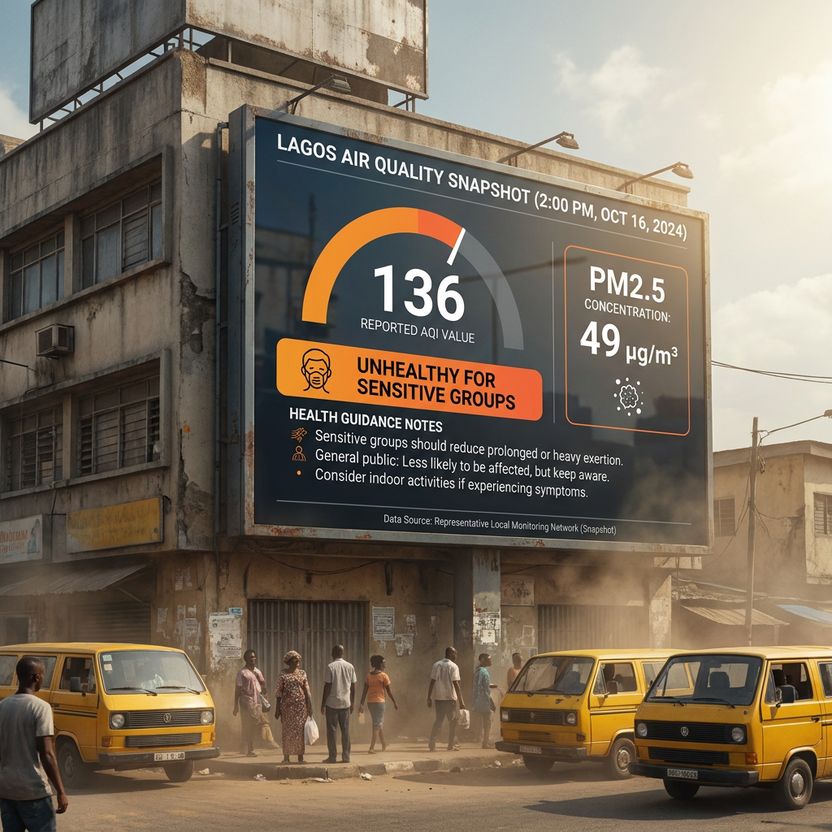 LAGOS AIR QUALITY SNAPSHOT (2:00 PM, OCT 16, 2024)
136
REPORTED AQI VALUE
UNHEALTHY FOR
SENSITIVE GROUPS
PM2.5
CONCENTRATION:
49 µg/m³
HEALTH GUIDANCE NOTES
Sensitive groups should reduce prolonged or heavy exertion.
General public: Less likely to be affected, but keep aware.
• Consider indoor activities if experiencing symptoms.
Data Source: Representative Local Monitoring Network (Snapshot)